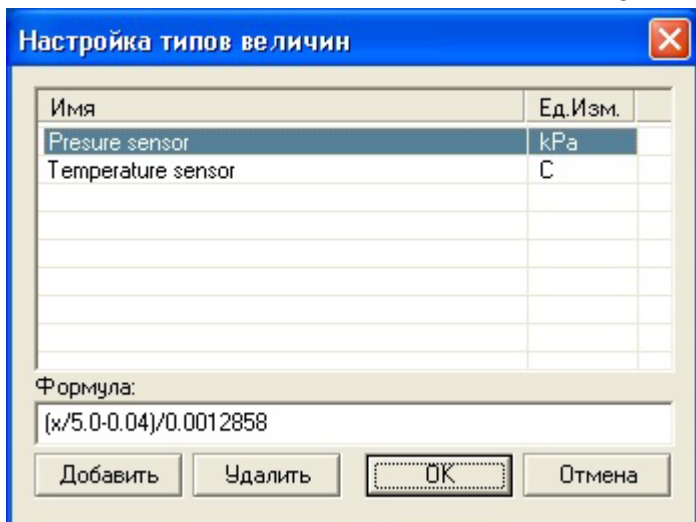 Настройка типов величин
Имя Ед.Изм.
Presure sensor kPa
Temperature sensor C
Формула:
(x/5.0-0.04)/0.0012858
Добавить Удалить OK Отмена